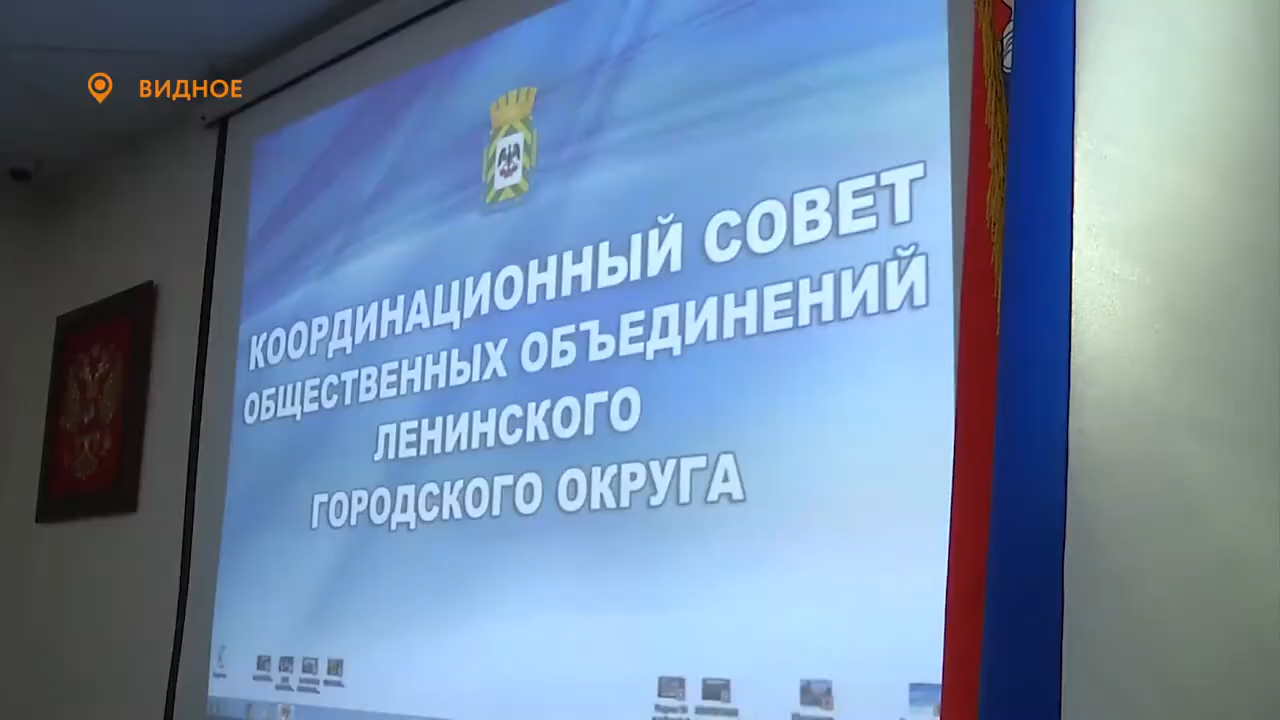 ВИДНОЕ
КООРДИНАЦИОННЫЙ СОВЕТ
ОБЩЕСТВЕННЫХ ОБЪЕДИНЕНИЙ
ЛЕНИНСКОГО
ГОРОДСКОГО ОКРУГА